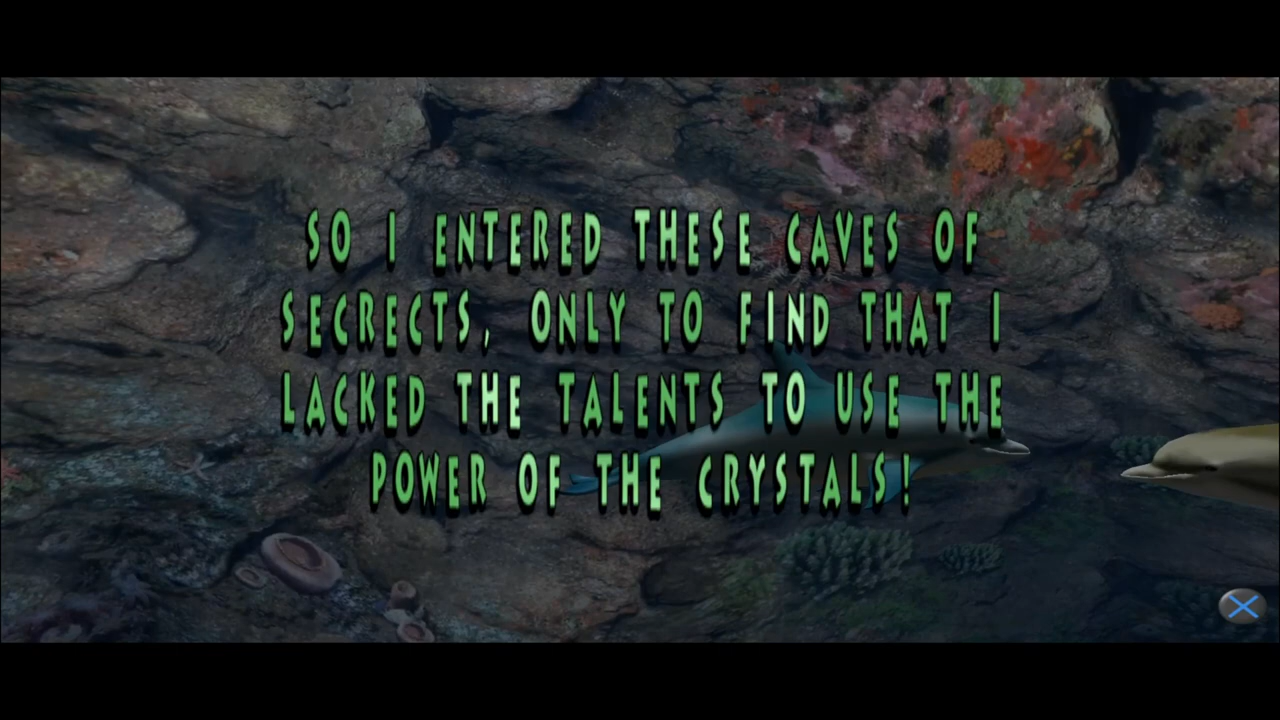 SO I ENTERED THESE CAVES OF
SECRECTS, ONLY TO FIND THAT I
LACKED THE TALENTS TO USE THE
POWER OF THE CRYSTALS!